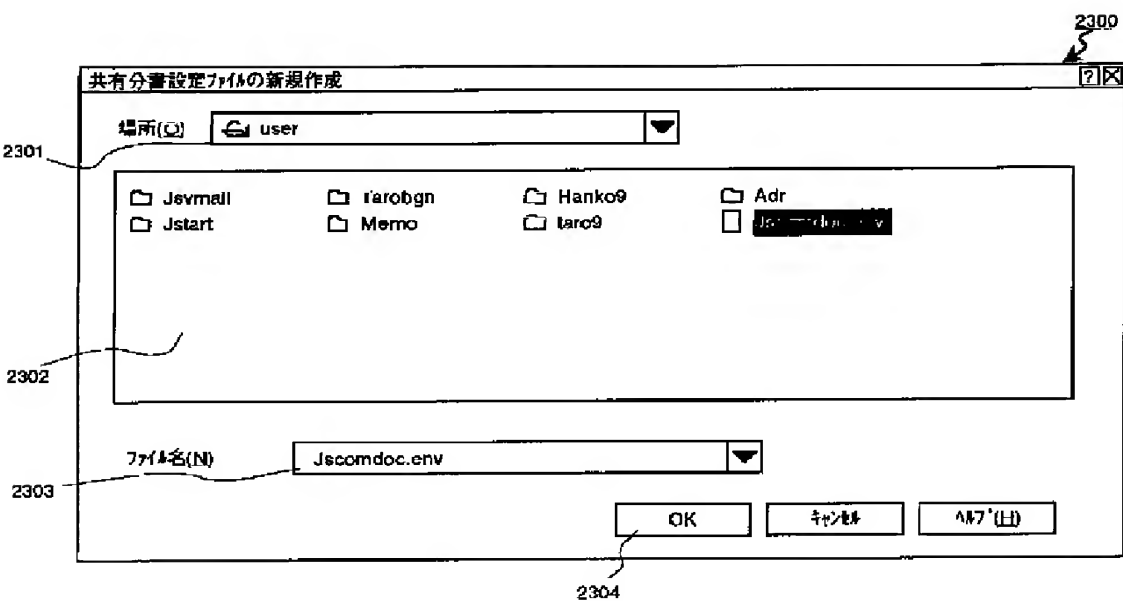 2300
共有分書設定ファイルの新規作成
場所(O) user
2301
Jsvmail Tarobgn Hanko9 Adr
Jstart Memo taro9 Jscomdoc.env
2302
ファイル名(N) Jscomdoc.env
2303
OK キャンセル ヘルプ(H)
2304